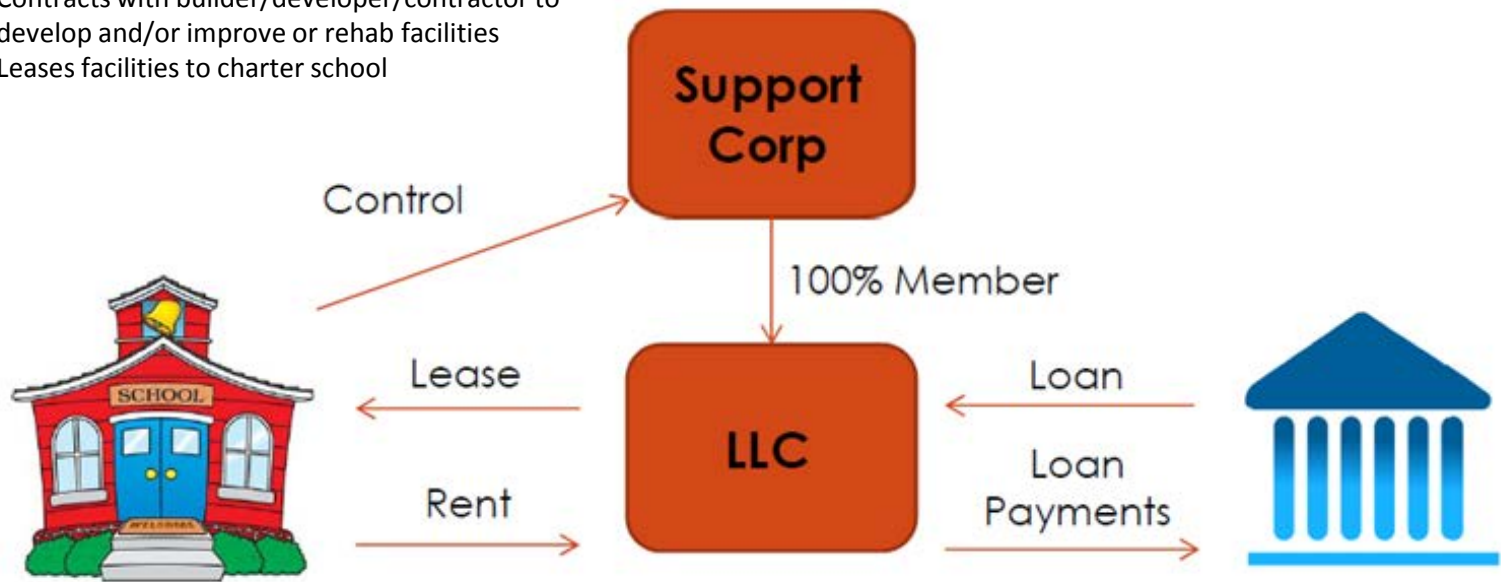 Contracts with builder/developer/contractor to
develop and/or improve or rehab facilities
Leases facilities to charter school
Support
Corp
Control
100% Member
Lease
Loan
SCHOOL
LLC
Rent
Loan
Payments
WELCOME